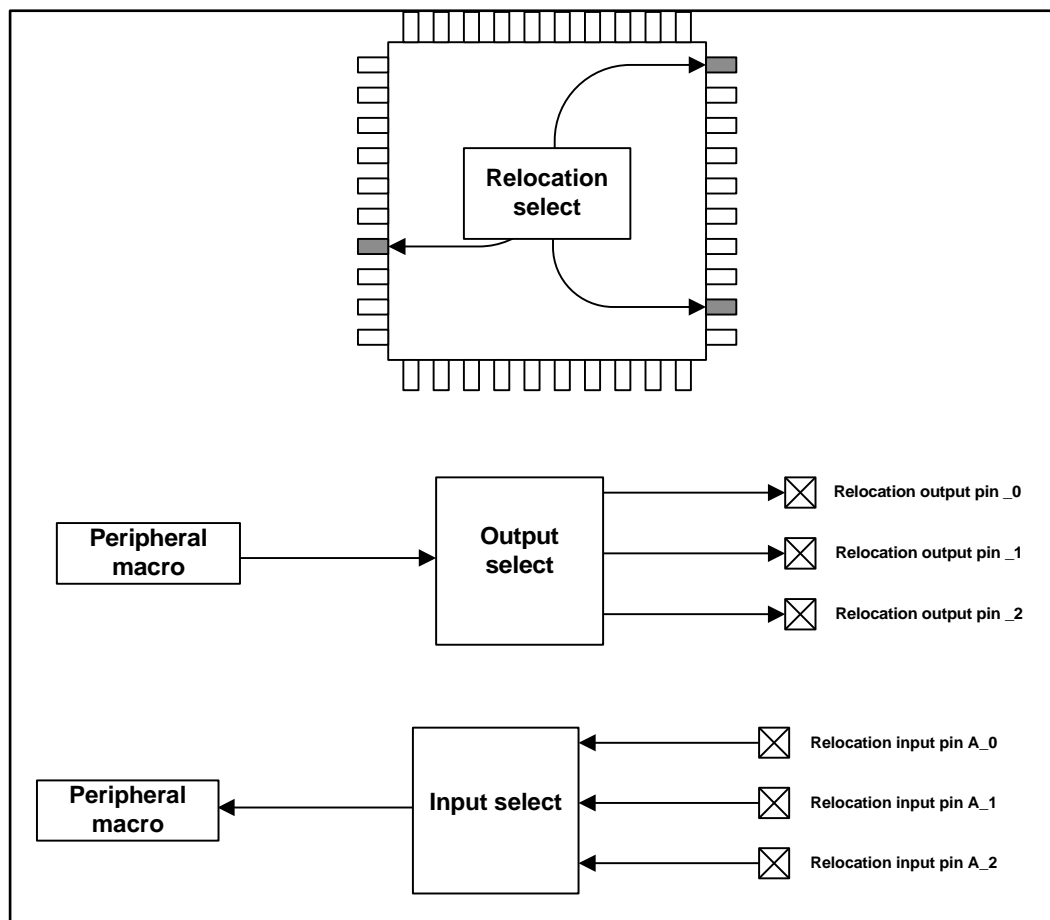 Relocation
select
Peripheral
macro
Output
select
Relocation output pin _0
Relocation output pin _1
Relocation output pin _2
Peripheral
macro
Input select
Relocation input pin A_0
Relocation input pin A_1
Relocation input pin A_2